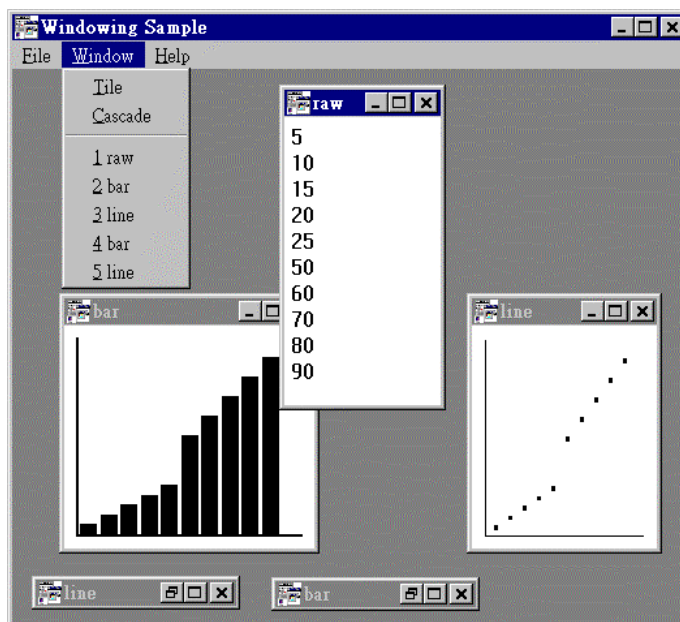 Windowing Sample
File Window Help
Tile
Cascade
1 raw
2 bar
3 line
4 bar
5 line
raw
5
10
15
20
25
50
60
70
80
90
bar
line
line
bar